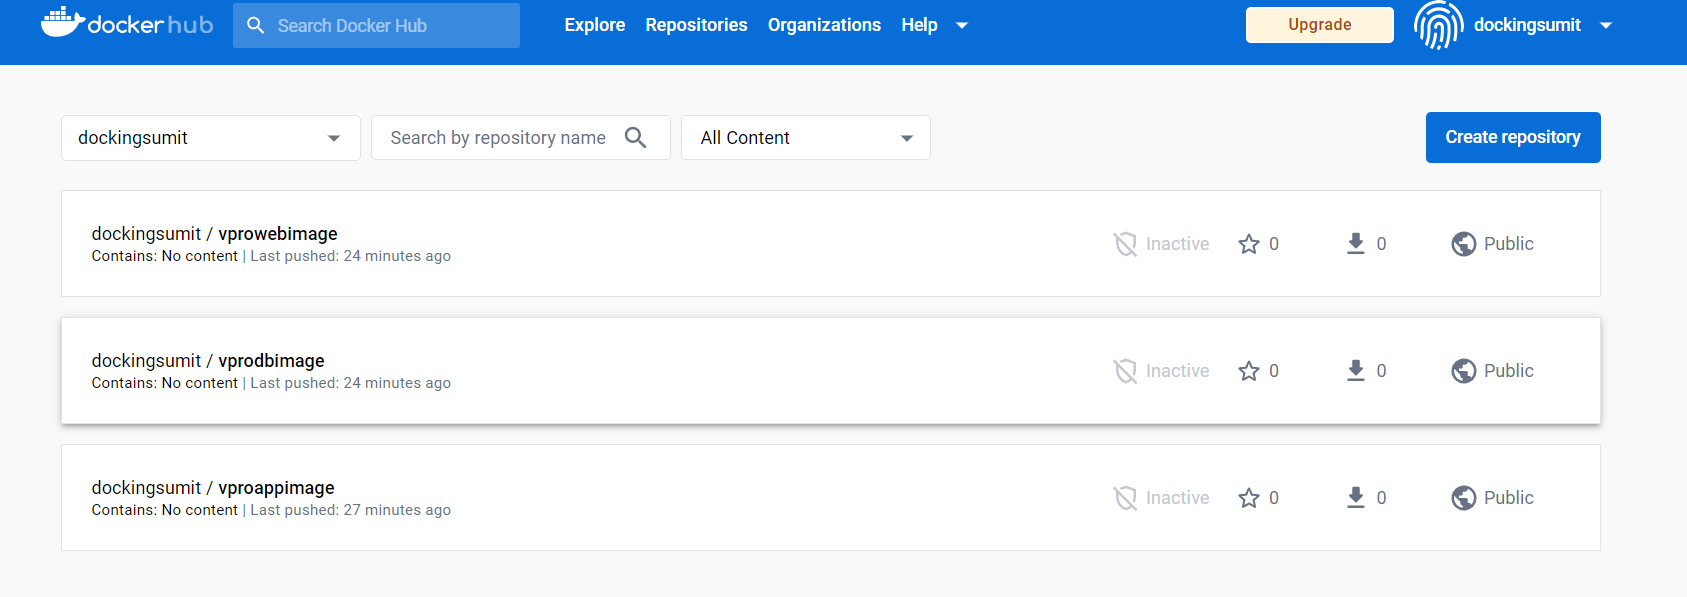 docker hub
Search Docker Hub
Explore Repositories Organizations Help
Upgrade
dockingsumit
dockingsumit
Search by repository name
All Content
Create repository
dockingsumit / vprowebimage
Contains: No content | Last pushed: 24 minutes ago
Inactive 0 0 Public
dockingsumit / vprodbimage
Contains: No content | Last pushed: 24 minutes ago
Inactive 0 0 Public
dockingsumit / vproappimage
Contains: No content | Last pushed: 27 minutes ago
Inactive 0 0 Public